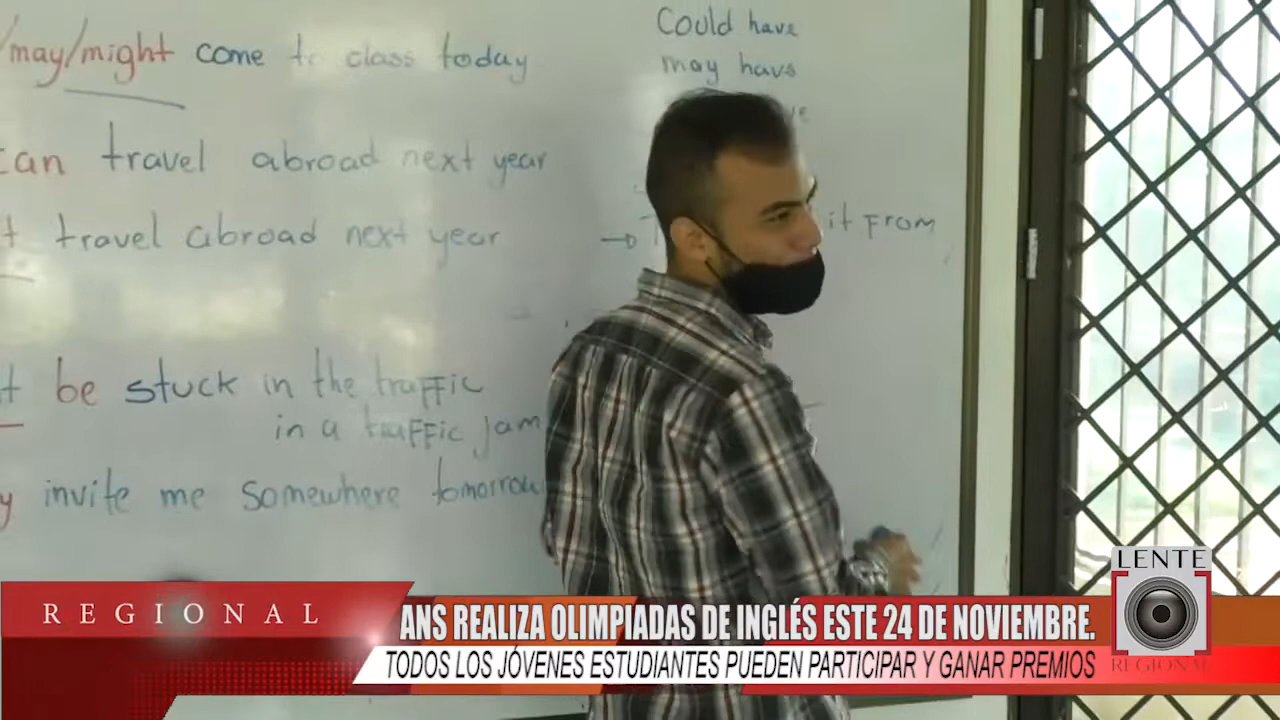 /may/might come to class today
can travel abroad next year
t travel abroad next year
t be stuck in the traffic
in a traffic jam
y invite me somewhere tomorrow
Could have
may have
it From
REGIONAL
ANS REALIZA OLIMPIADAS DE INGLÉS ESTE 24 DE NOVIEMBRE.
TODOS LOS JÓVENES ESTUDIANTES PUEDEN PARTICIPAR Y GANAR PREMIOS
LENTE
REGIONAL